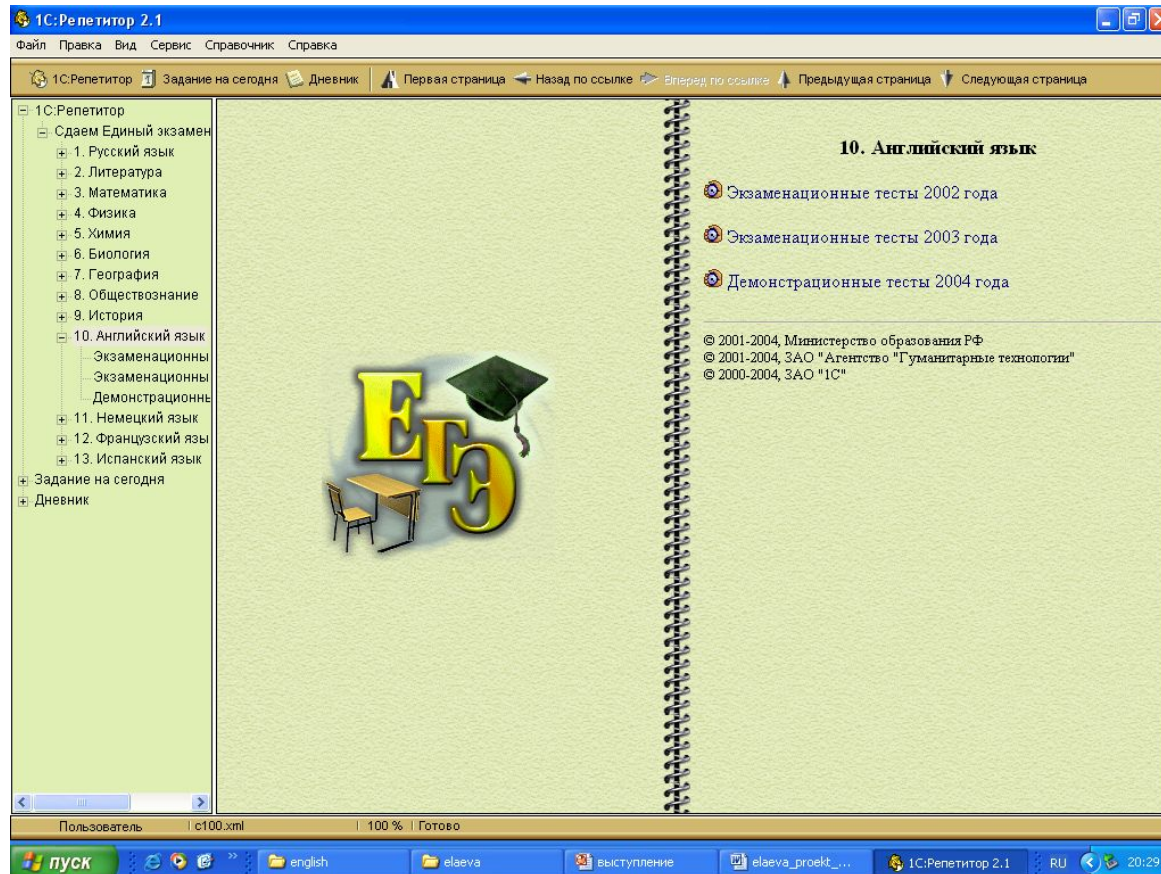 1С:Репетитор 2.1
Файл Правка Вид Сервис Справочник Справка
1С:Репетитор Задание на сегодня Дневник Первая страница Назад по ссылке Вперед по ссылке Предыдущая страница Следующая страница
1С:Репетитор
Сдаем Единый экзамен
1. Русский язык
2. Литература
3. Математика
4. Физика
5. Химия
6. Биология
7. География
8. Обществознание
9. История
10. Английский язык
Экзаменационны
Экзаменационны
Демонстрационнь
11. Немецкий язык
12. Французский язы
13. Испанский язык
Задание на сегодня
Дневник
ЕГЭ
10. Английский язык
Экзаменационные тесты 2002 года
Экзаменационные тесты 2003 года
Демонстрационные тесты 2004 года
© 2001-2004, Министерство образования РФ
© 2001-2004, ЗАО "Агентство "Гуманитарные технологии"
© 2000-2004, ЗАО "1С"
Пользователь c100.xml 100 % Готово
пуск » english elaeva выступление elaeva_proekt_... 1С:Репетитор 2.1 RU 20:29